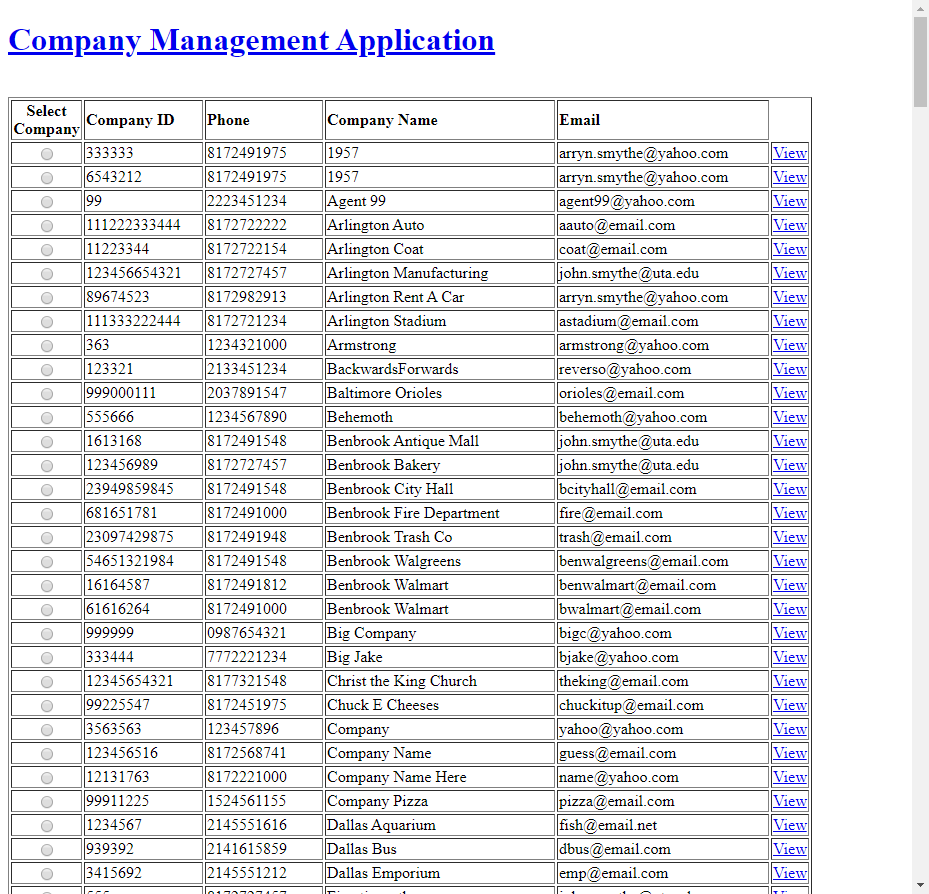 Company Management Application
Select Company Company ID Phone Company Name Email
333333 8172491975 1957 arryn.smythe@yahoo.com View
6543212 8172491975 1957 arryn.smythe@yahoo.com View
99 2223451234 Agent 99 agent99@yahoo.com View
111222333444 8172722222 Arlington Auto aauto@email.com View
11223344 8172722154 Arlington Coat coat@email.com View
123456654321 8172727457 Arlington Manufacturing john.smythe@uta.edu View
89674523 8172982913 Arlington Rent A Car arryn.smythe@yahoo.com View
111333222444 8172721234 Arlington Stadium astadium@email.com View
363 1234321000 Armstrong armstrong@yahoo.com View
123321 2133451234 BackwardsForwards reverso@yahoo.com View
999000111 2037891547 Baltimore Orioles orioles@email.com View
555666 1234567890 Behemoth behemoth@yahoo.com View
1613168 8172491548 Benbrook Antique Mall john.smythe@uta.edu View
123456989 8172727457 Benbrook Bakery john.smythe@uta.edu View
23949859845 8172491548 Benbrook City Hall bcityhall@email.com View
681651781 8172491000 Benbrook Fire Department fire@email.com View
23097429875 8172491948 Benbrook Trash Co trash@email.com View
54651321984 8172491548 Benbrook Walgreens benwalgreens@email.com View
16164587 8172491812 Benbrook Walmart benwalmart@email.com View
61616264 8172491000 Benbrook Walmart bwalmart@email.com View
999999 0987654321 Big Company bigc@yahoo.com View
333444 7772221234 Big Jake bjake@yahoo.com View
12345654321 8177321548 Christ the King Church theking@email.com View
99225547 8172451975 Chuck E Cheeses chuckitup@email.com View
3563563 123457896 Company yahoo@yahoo.com View
123456516 8172568741 Company Name guess@email.com View
12131763 8172221000 Company Name Here name@yahoo.com View
99911225 1524561155 Company Pizza pizza@email.com View
1234567 2145551616 Dallas Aquarium fish@email.net View
939392 2141615859 Dallas Bus dbus@email.com View
3415692 2145551212 Dallas Emporium emp@email.com View